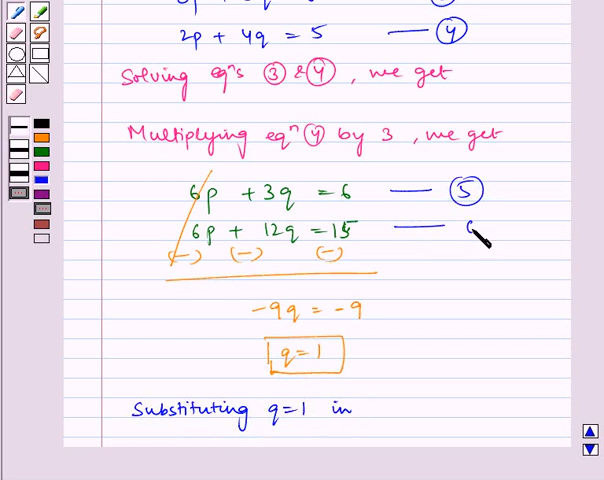 2p + 4q = 5 —— ④
Solving eqⁿs ③ & ④, we get
Multiplying eqⁿ ④ by 3, we get
6p + 3q = 6 —— ⑤
6p + 12q = 15 ——
(-) (-) (-)
-9q = -9
q = 1
Substituting q = 1 in